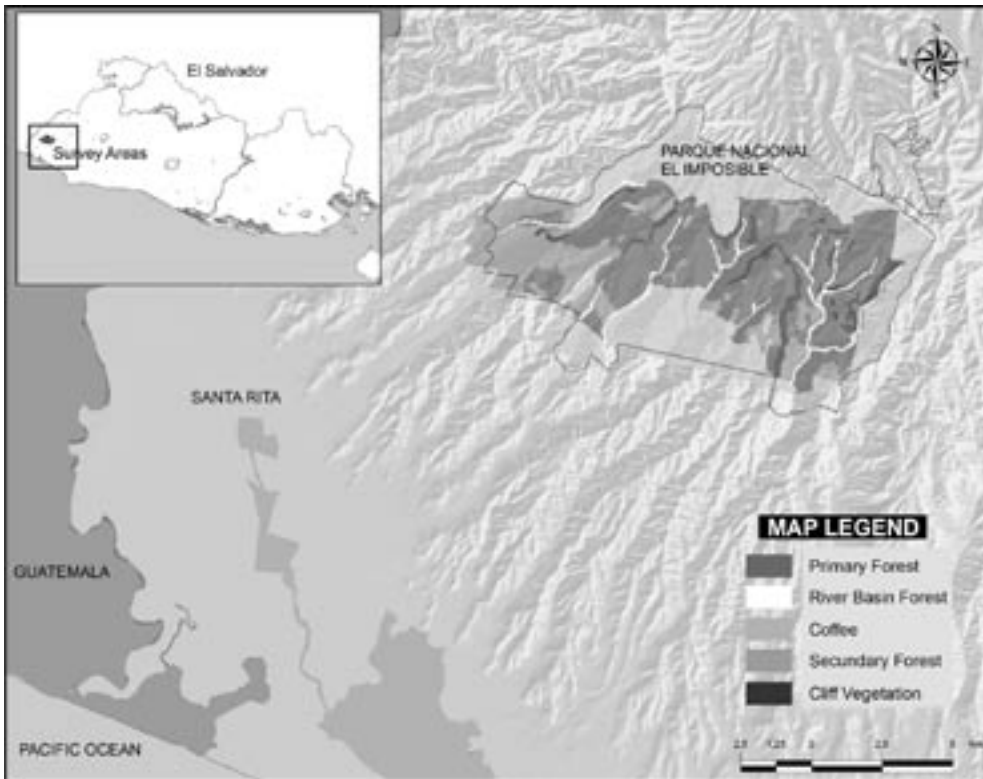 El Salvador
Survey Areas
N
PARQUE NACIONAL
EL IMPOSIBLE
SANTA RITA
GUATEMALA
PACIFIC OCEAN
MAP LEGEND
Primary Forest
River Basin Forest
Coffee
Secundary Forest
Cliff Vegetation